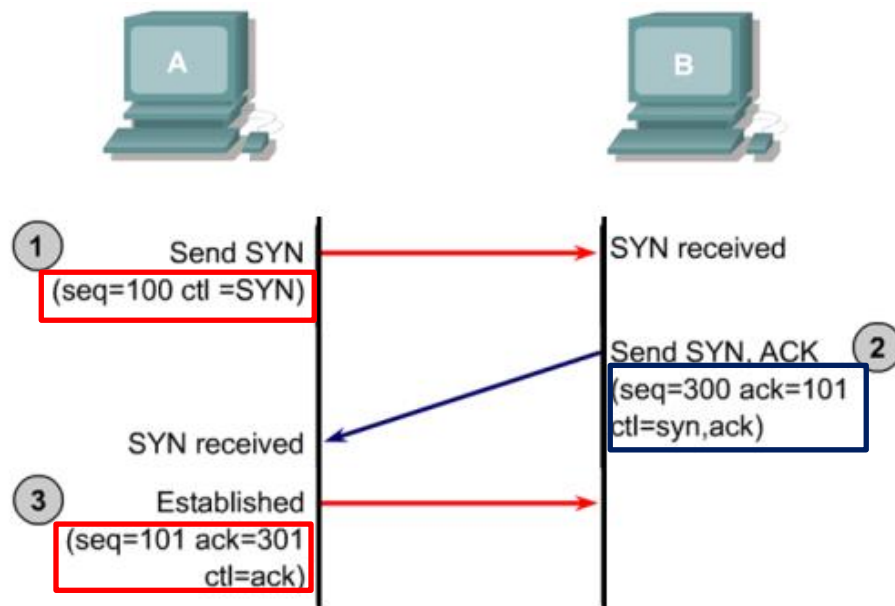 A
B
1
Send SYN
(seq=100 ctl =SYN)
SYN received
Send SYN, ACK
2
(seq=300 ack=101
ctl=syn,ack)
SYN received
3
Established
(seq=101 ack=301
ctl=ack)